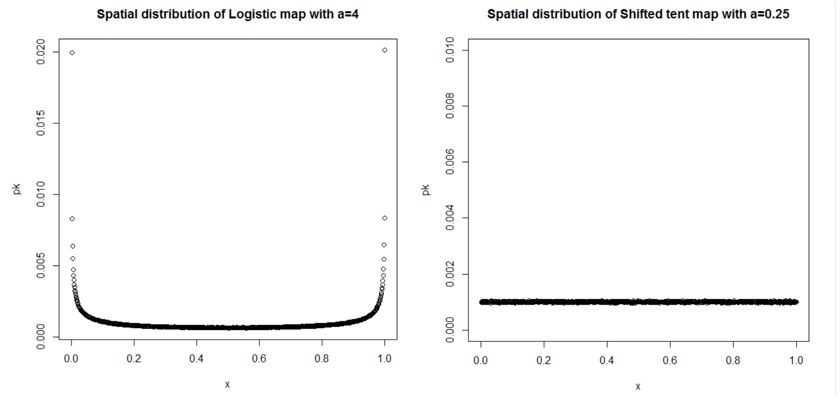 Spatial distribution of Logistic map with a=4
0.020
0.015
0.010
0.005
0.000
pk
0.0 0.2 0.4 0.6 0.8 1.0
x
Spatial distribution of Shifted tent map with a=0.25
0.010
0.008
0.006
0.004
0.002
0.000
pk
0.0 0.2 0.4 0.6 0.8 1.0
x